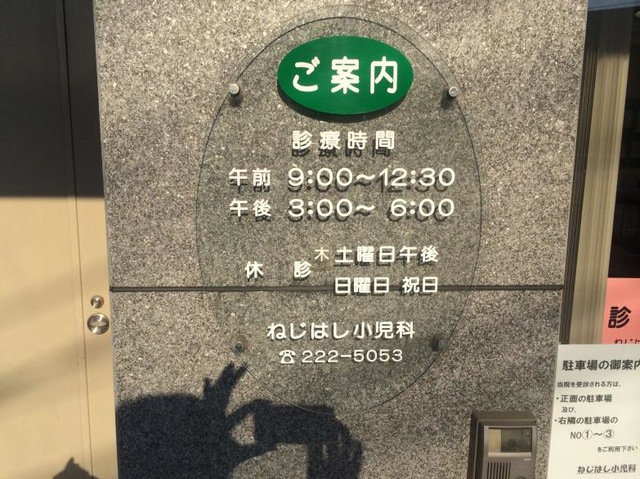 ご案内
診療時間
午前 9:00～12:30
午後 3:00～ 6:00
休 診 木 土曜日午後
日曜日 祝日
ねじはし小児科
☎222-5053
診
駐車場の御案内
当院を受診される方は、
・正面の駐車場
及び、
・右隣の駐車場の
NO①～③
をご利用下さい
ねじはし小児科